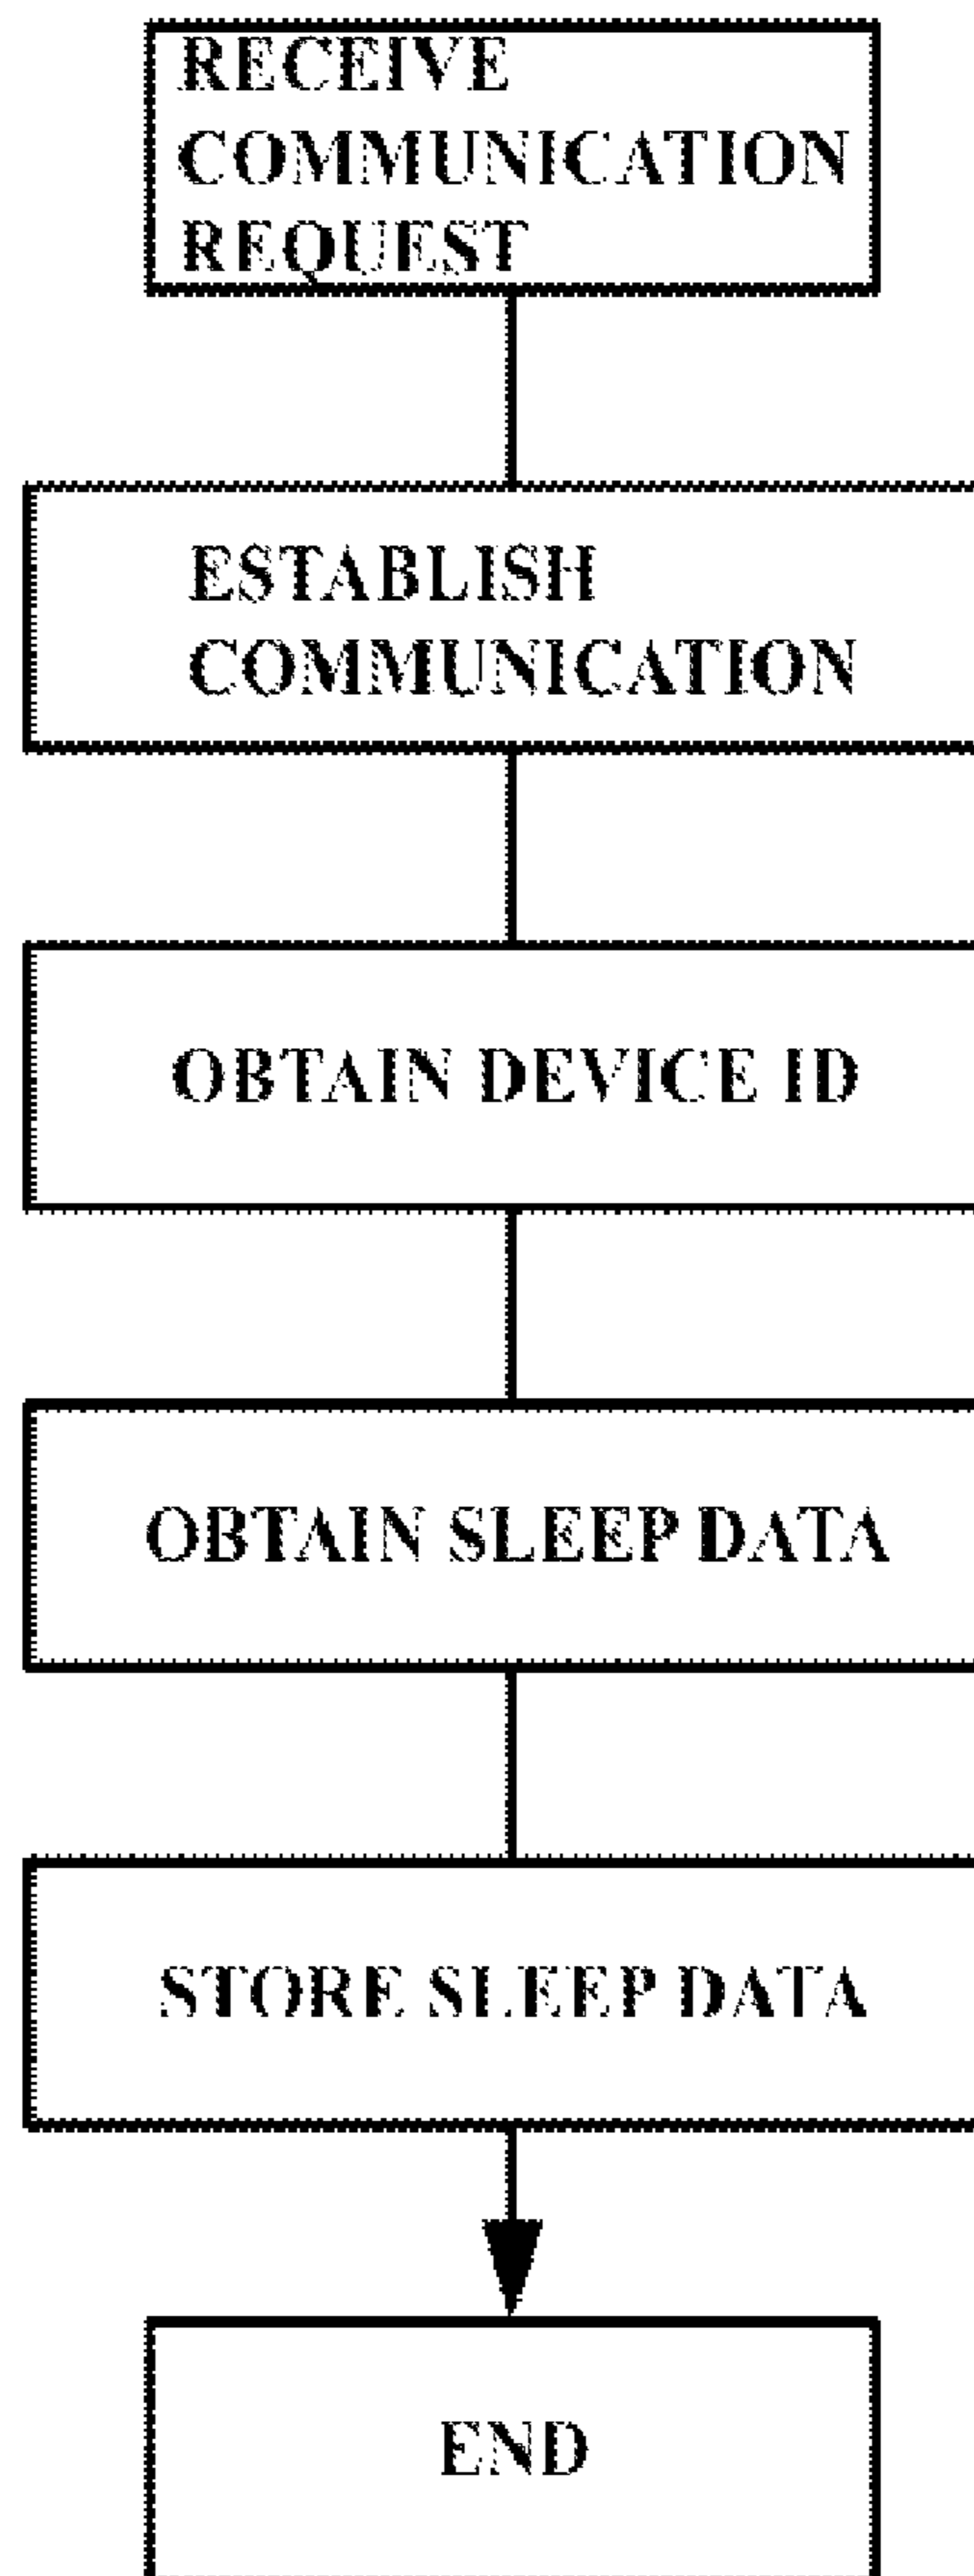 RECEIVE
COMMUNICATION
REQUEST
ESTABLISH
COMMUNICATION
OBTAIN DEVICE ID
OBTAIN SLEEP DATA
STORE SLEEP DATA
END